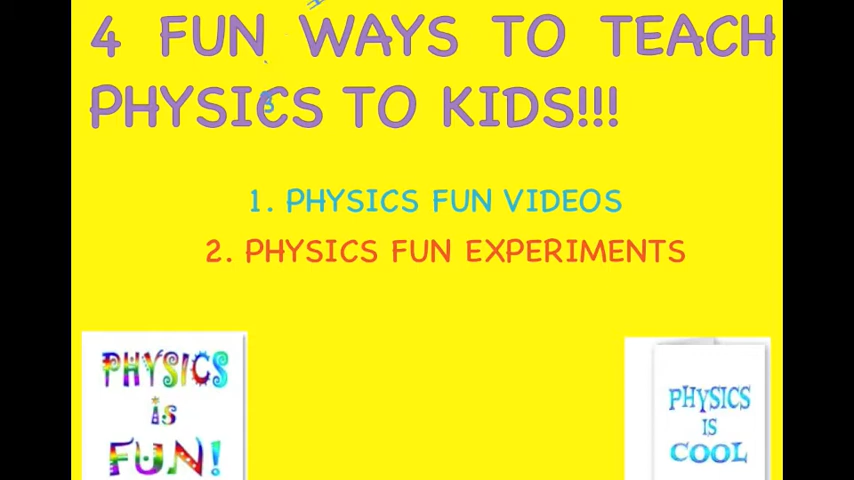 4 FUN WAYS TO TEACH
PHYSICS TO KIDS!!!
1. PHYSICS FUN VIDEOS
2. PHYSICS FUN EXPERIMENTS
PHYSICS
is
FUN!
PHYSICS
IS
COOL